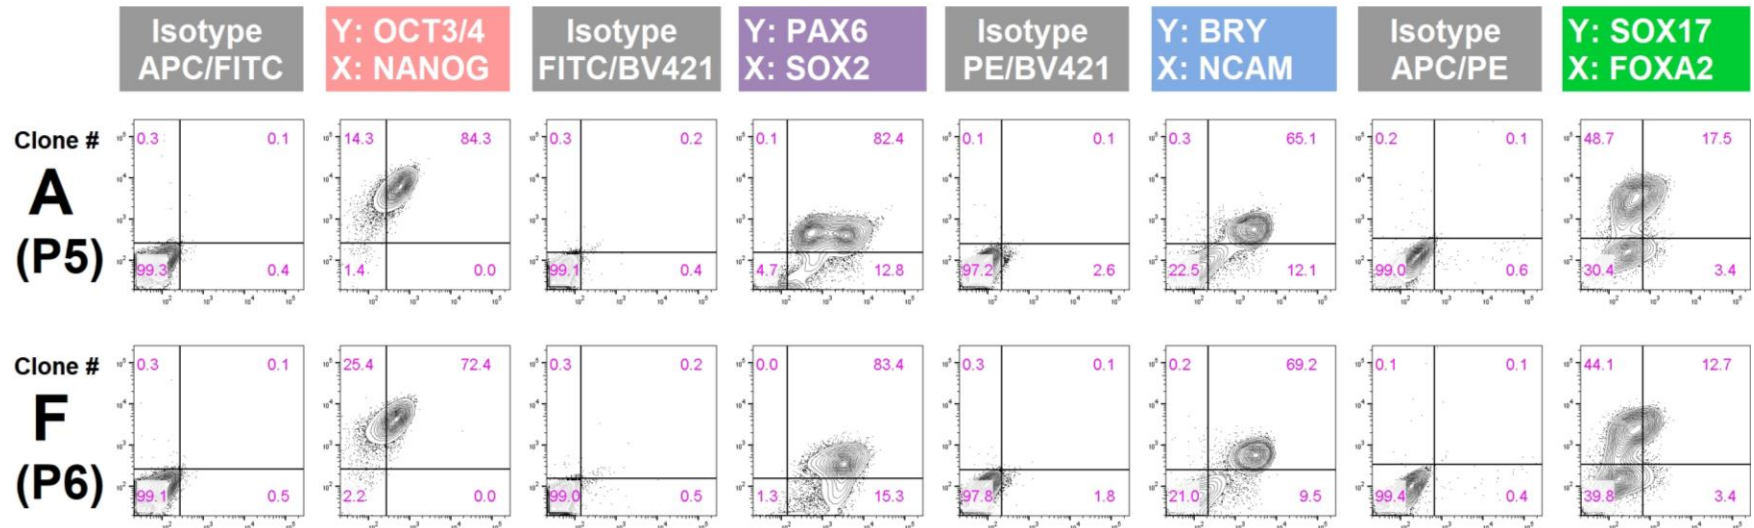 Isotype
APC/FITC
Y: OCT3/4
X: NANOG
Isotype
FITC/BV421
Y: PAX6
X: SOX2
Isotype
PE/BV421
Y: BRY
X: NCAM
Isotype
APC/PE
Y: SOX17
X: FOXA2
Clone #
A
(P5)
0.3 0.1
99.3 0.4
14.3 84.3
1.4 0.0
0.3 0.2
99.1 0.4
0.1 82.4
4.7 12.8
0.1 0.1
97.2 2.6
0.3 65.1
22.5 12.1
0.2 0.1
99.0 0.6
48.7 17.5
30.4 3.4
Clone #
F
(P6)
0.3 0.1
99.1 0.5
25.4 72.4
2.2 0.0
0.3 0.2
99.0 0.5
0.0 83.4
1.3 15.3
0.3 0.1
97.8 1.8
0.2 69.2
21.0 9.5
0.1 0.1
99.4 0.4
44.1 12.7
39.8 3.4